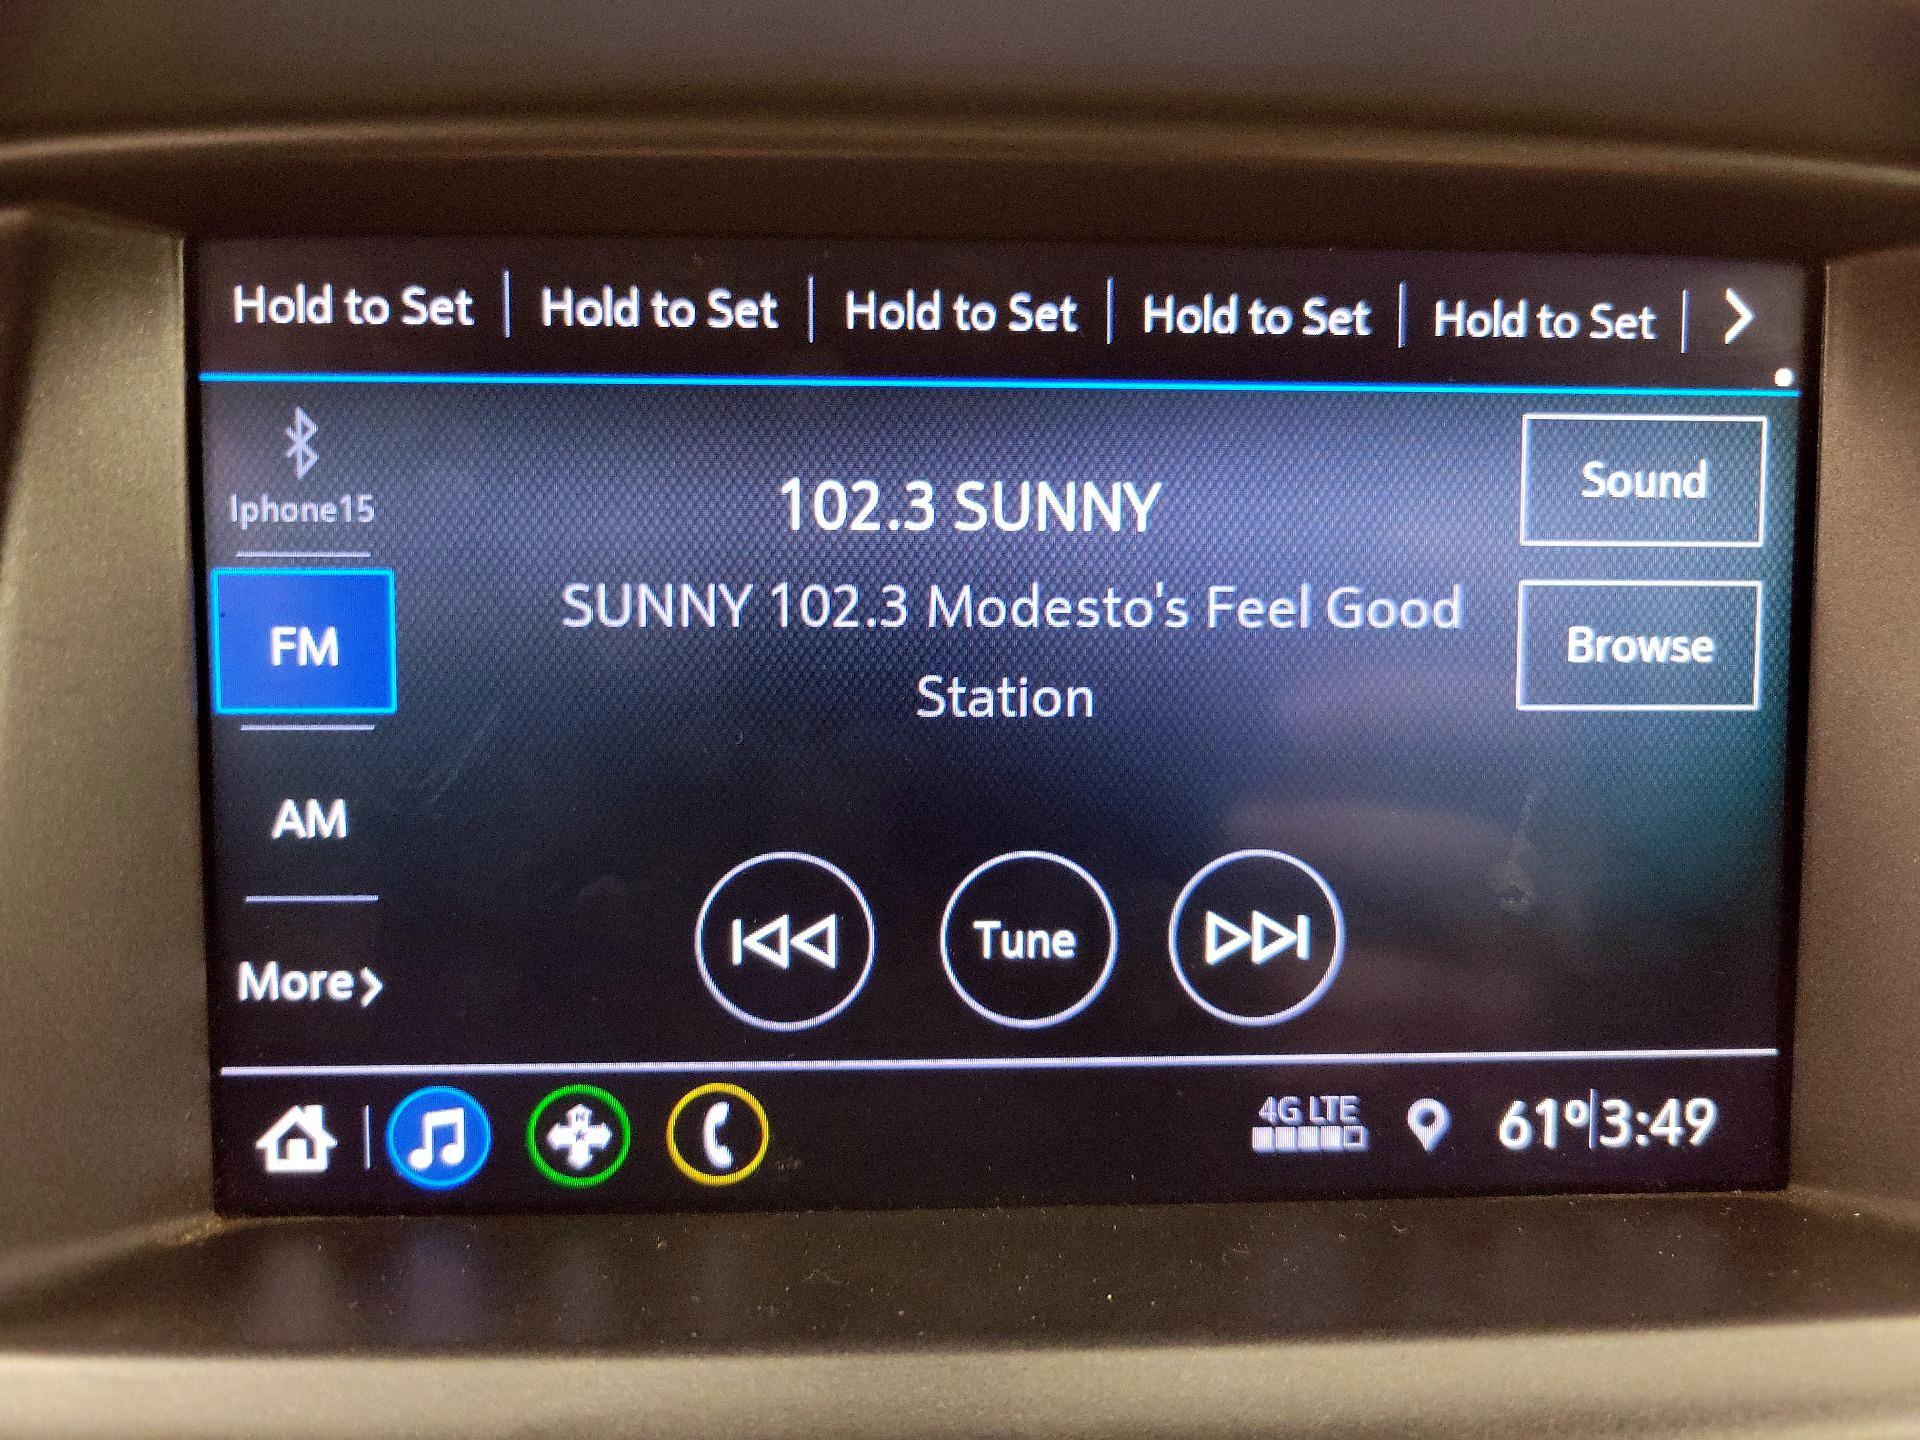 Hold to Set Hold to Set Hold to Set Hold to Set Hold to Set
Iphone15
102.3 SUNNY
Sound
FM
SUNNY 102.3 Modesto's Feel Good
Station
Browse
AM
More
Tune
4G LTE
61° 3:49